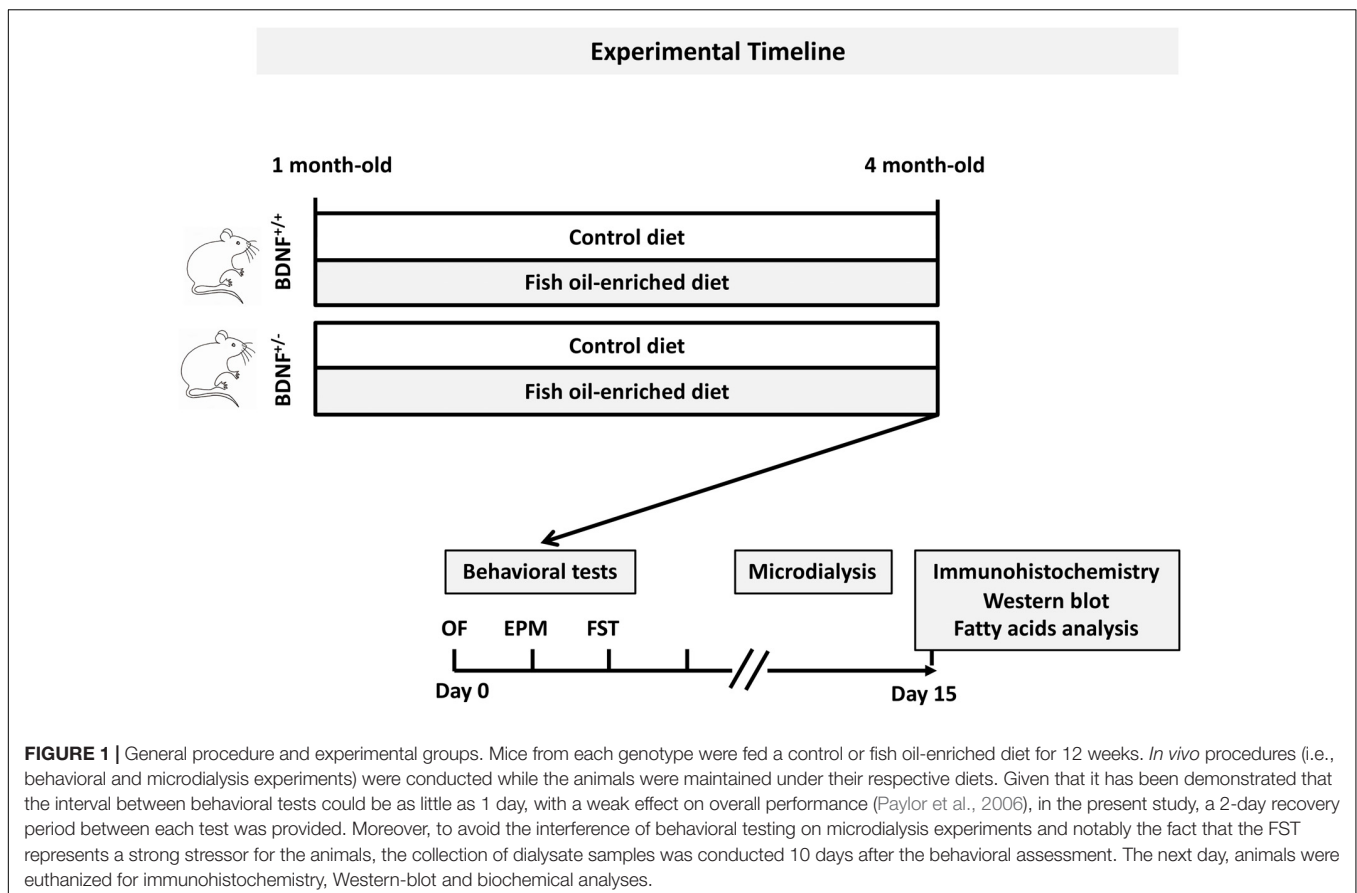 Experimental Timeline
1 month-old
4 month-old
BDNF+/+
Control diet
Fish oil-enriched diet
BDNF+/-
Control diet
Fish oil-enriched diet
Behavioral tests
Microdialysis
Immunohistochemistry
Western blot
Fatty acids analysis
OF EPM FST
Day 0
Day 15
FIGURE 1 | General procedure and experimental groups. Mice from each genotype were fed a control or fish oil-enriched diet for 12 weeks. In vivo procedures (i.e.,
behavioral and microdialysis experiments) were conducted while the animals were maintained under their respective diets. Given that it has been demonstrated that
the interval between behavioral tests could be as little as 1 day, with a weak effect on overall performance (Paylor et al., 2006), in the present study, a 2-day recovery
period between each test was provided. Moreover, to avoid the interference of behavioral testing on microdialysis experiments and notably the fact that the FST
represents a strong stressor for the animals, the collection of dialysate samples was conducted 10 days after the behavioral assessment. The next day, animals were
euthanized for immunohistochemistry, Western-blot and biochemical analyses.